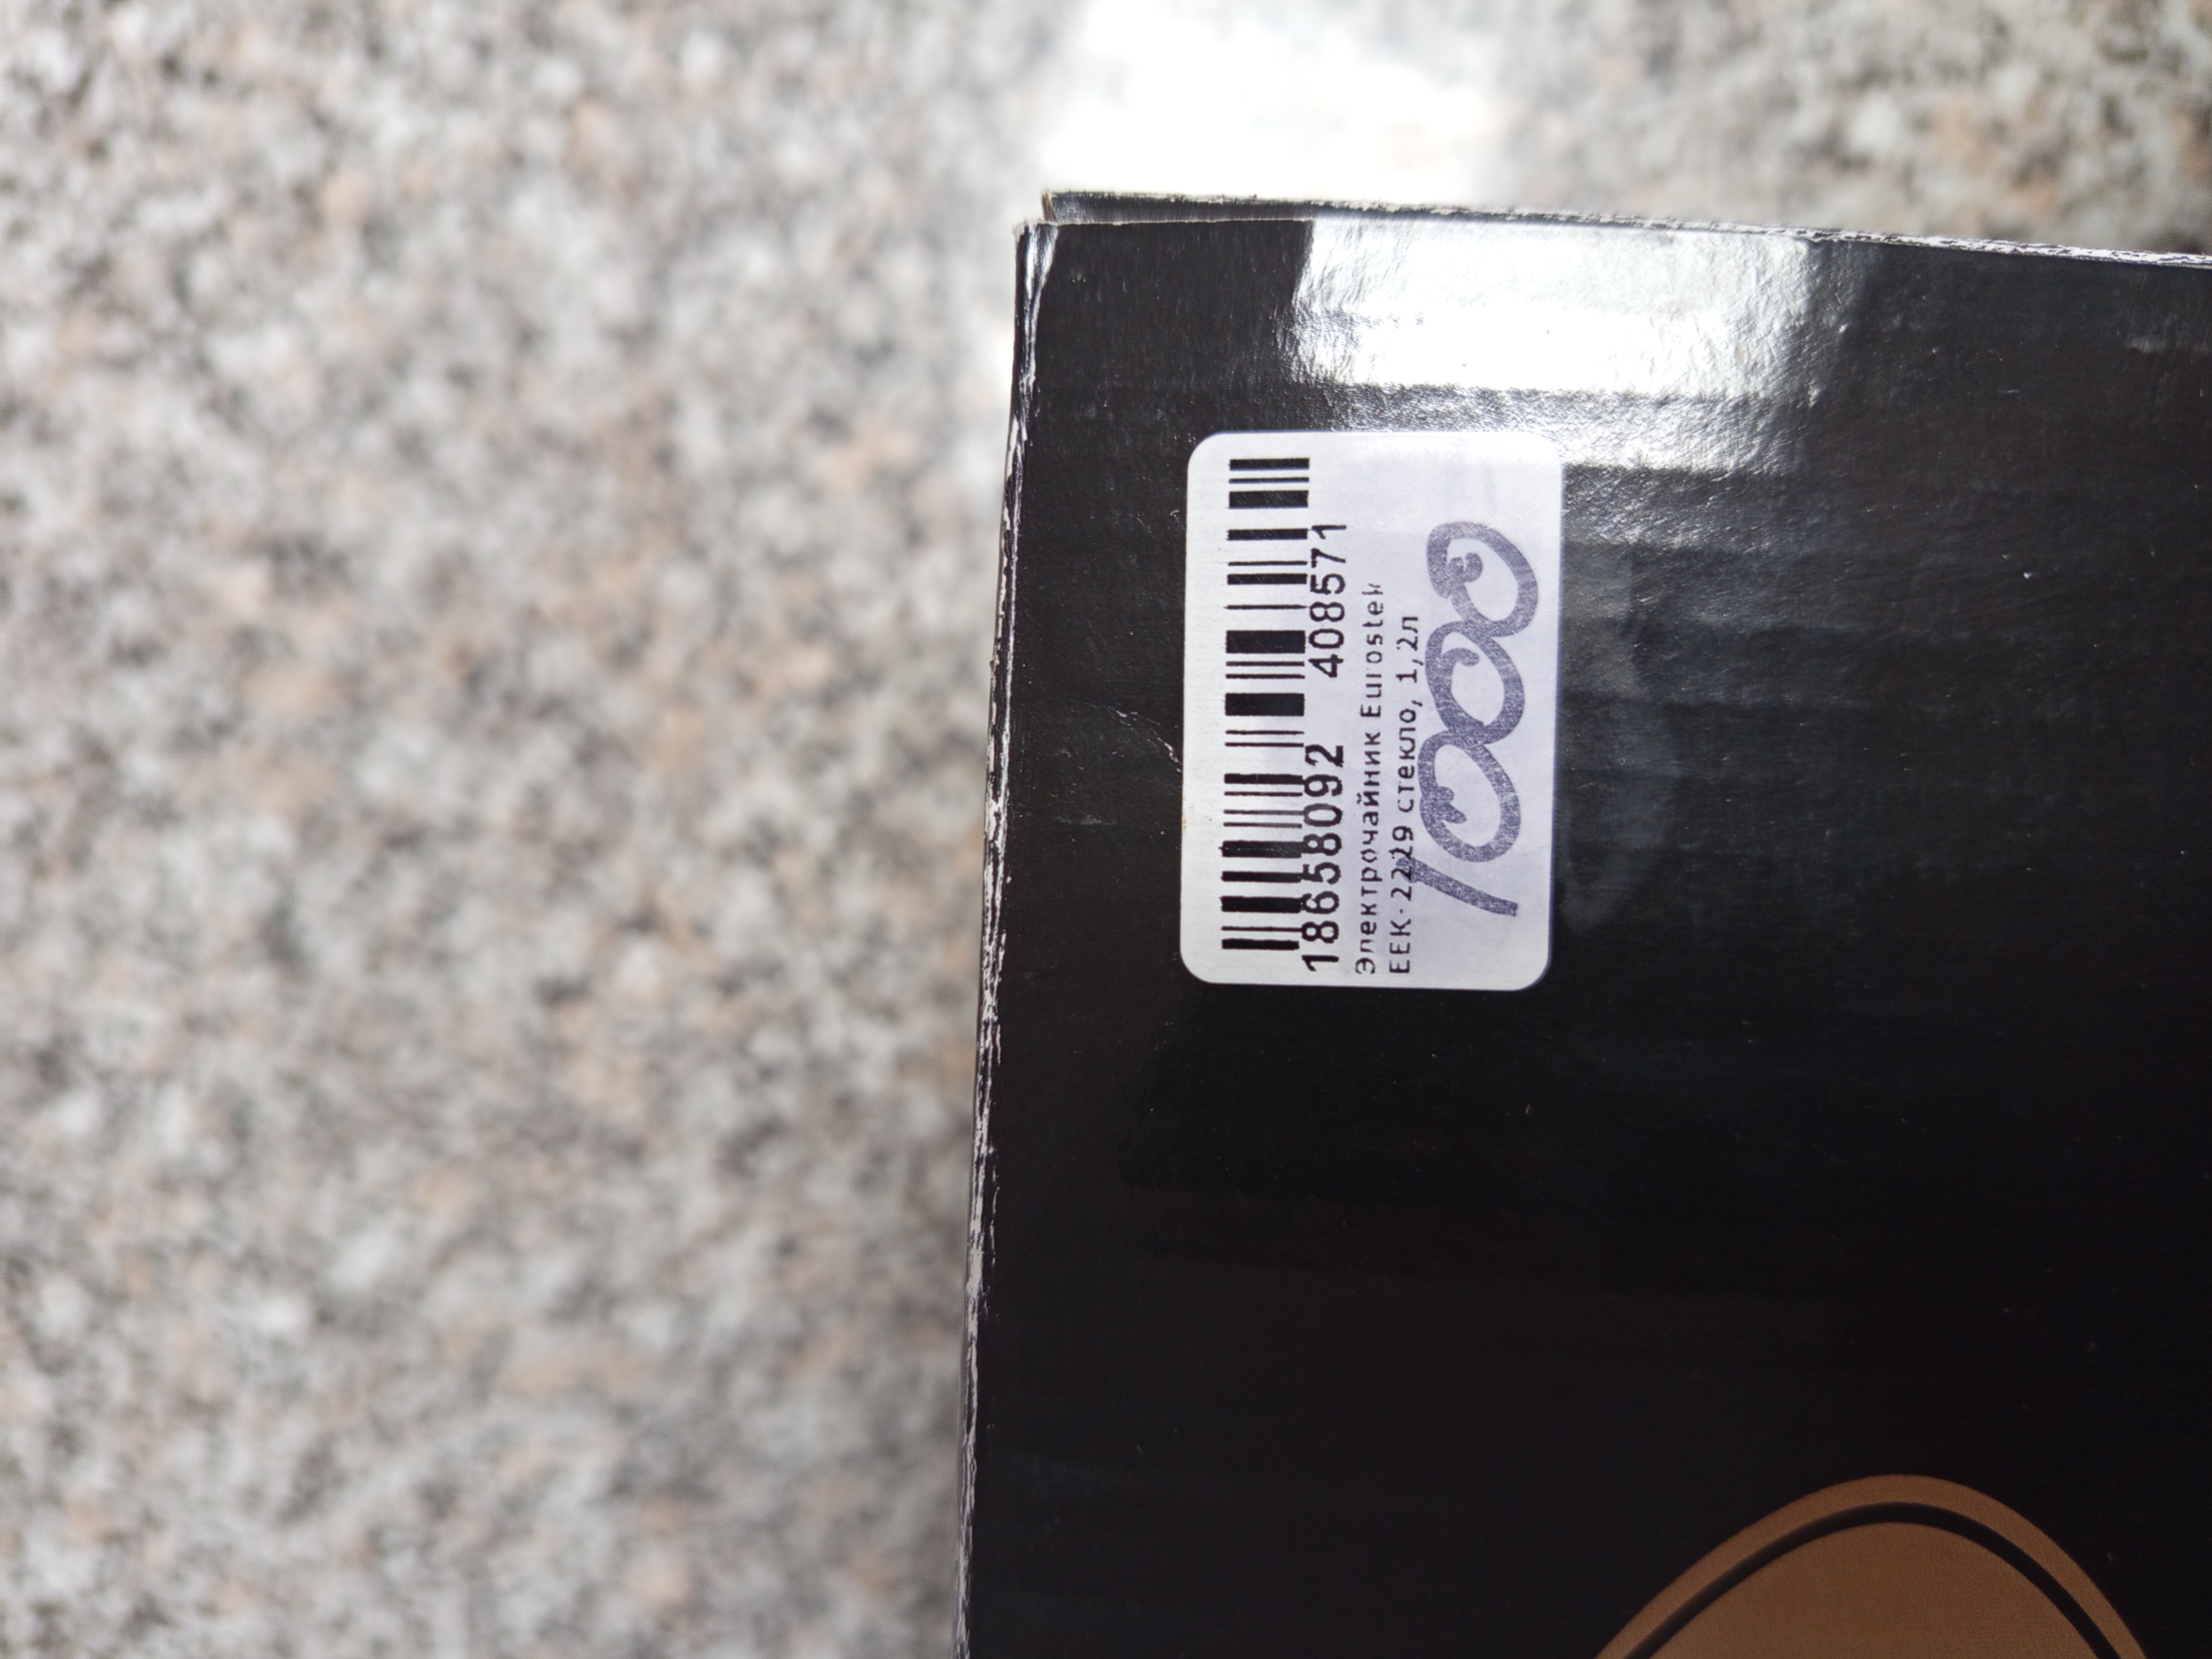 18658092 408571
Электрочайник Eurostek
EEK-2229 стекло, 1,2л
1000